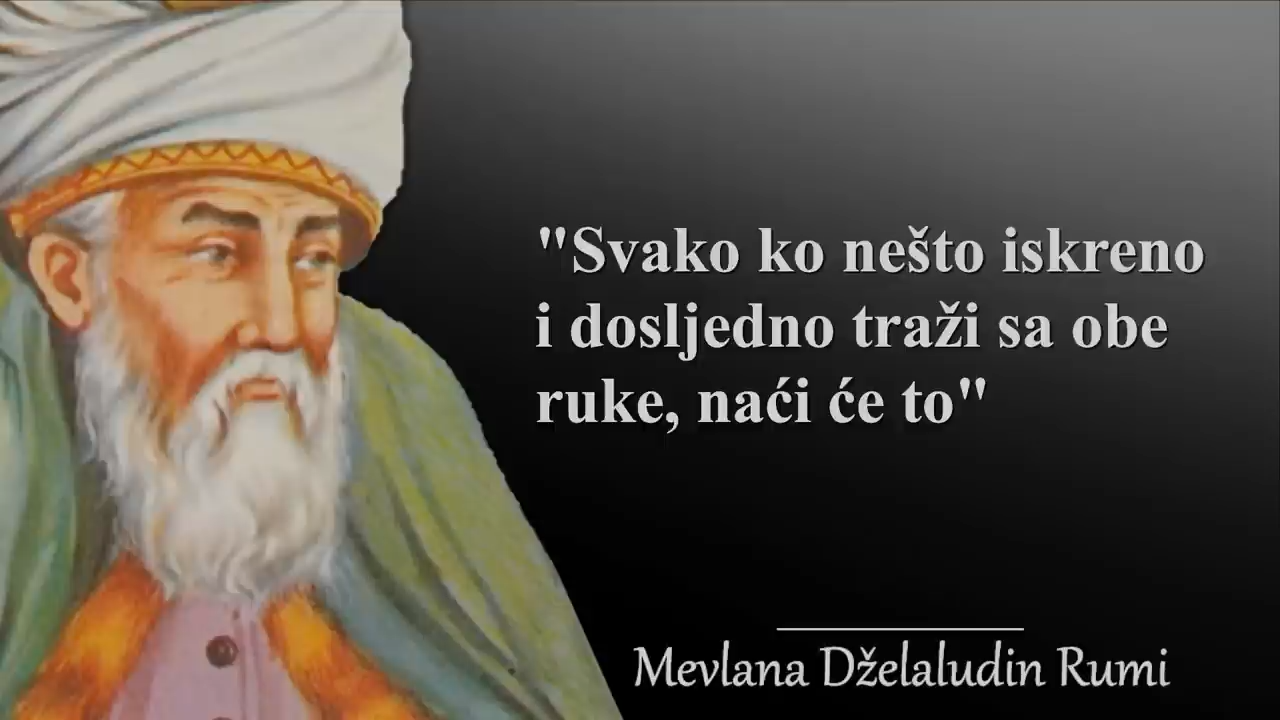 "Svako ko nešto iskreno
i dosljedno traži sa obe
ruke, naći će to"
Mevlana Dželaludin Rumi